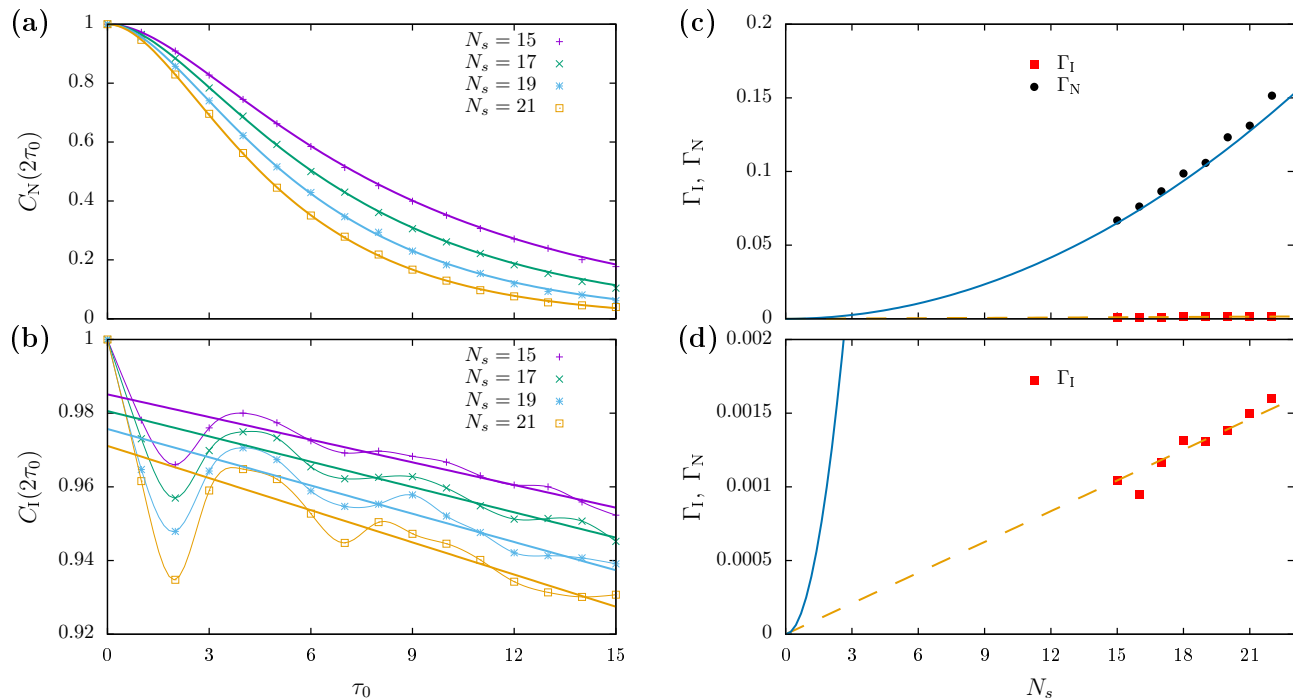 (a)
C_N(2τ_0)
1
0.8
0.6
0.4
0.2
0
N_s = 15
N_s = 17
N_s = 19
N_s = 21
(b)
C_I(2τ_0)
1
0.98
0.96
0.94
0.92
N_s = 15
N_s = 17
N_s = 19
N_s = 21
0 3 6 9 12 15
τ_0
(c)
Γ_I, Γ_N
0.2
0.15
0.1
0.05
0
Γ_I
Γ_N
(d)
Γ_I, Γ_N
0.002
0.0015
0.001
0.0005
0
Γ_I
0 3 6 9 12 15 18 21
N_s